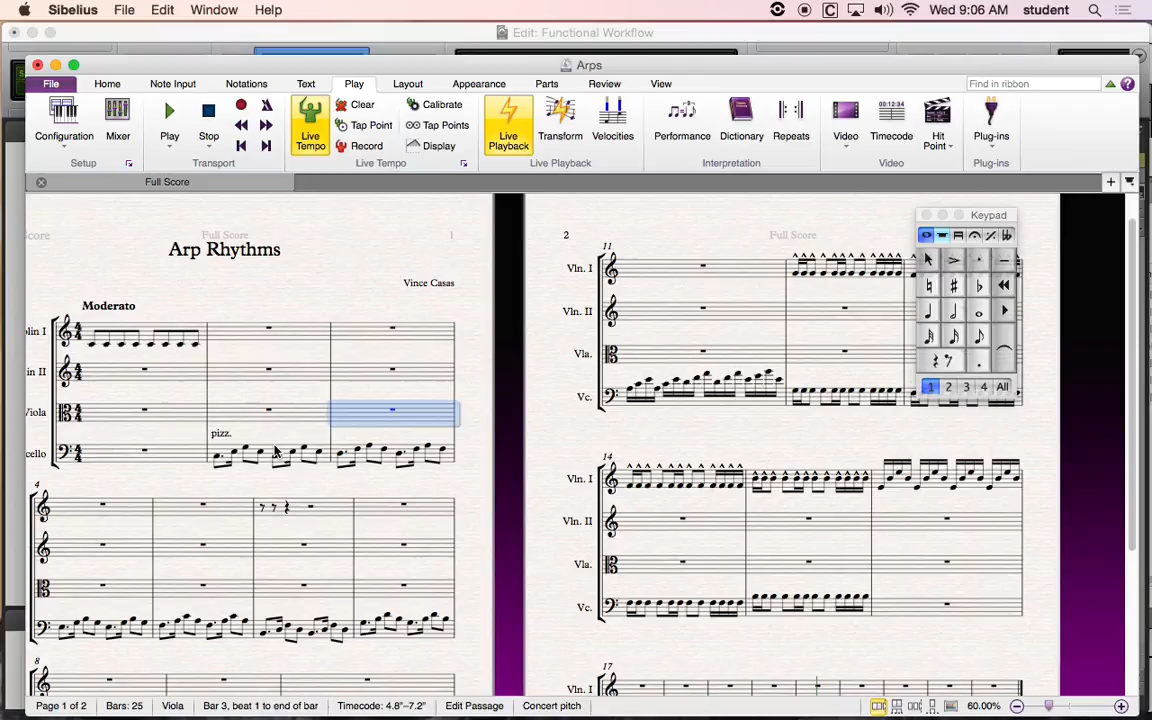 Sibelius File Edit Window Help Wed 9:06 AM student
Edit: Functional Workflow
Arps
File Home Note Input Notations Text Play Layout Appearance Parts Review View Find in ribbon
Configuration Mixer Play Stop Live Tempo Clear Calibrate Live Playback Transform Velocities Performance Dictionary Repeats Video Timecode Hit Point Plug-ins
Tap Point Tap Points
Record Display
Setup Transport Live Tempo Live Playback Interpretation Video Plug-ins
Full Score
Full Score 1
Arp Rhythms
Vince Casas
Moderato
pizz.
Viola
4
8
2 Full Score
11
Vln. I
Vln. II
Vla.
Vc.
14
Vln. I
Vln. II
Vla.
Vc.
17
Vln. I
Keypad
1 2 3 4 All
Page 1 of 2 Bars: 25 Viola Bar 3, beat 1 to end of bar Timecode: 4.8"–7.2" Edit Passage Concert pitch 60.00%